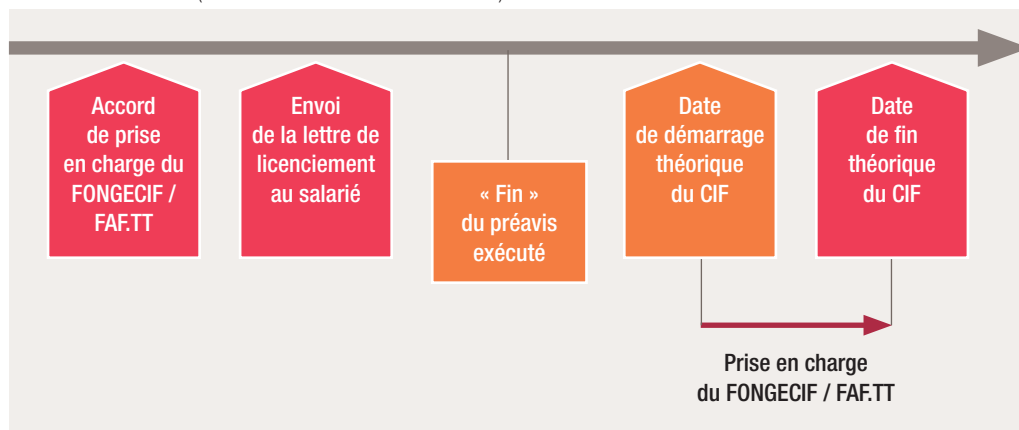 Accord
de prise
en charge du
FONGECIF /
FAF.TT
Envoi
de la lettre de
licenciement
au salarié
« Fin »
du préavis
exécuté
Date
de démarrage
théorique
du CIF
Date
de fin
théorique
du CIF
Prise en charge
du FONGECIF / FAF.TT